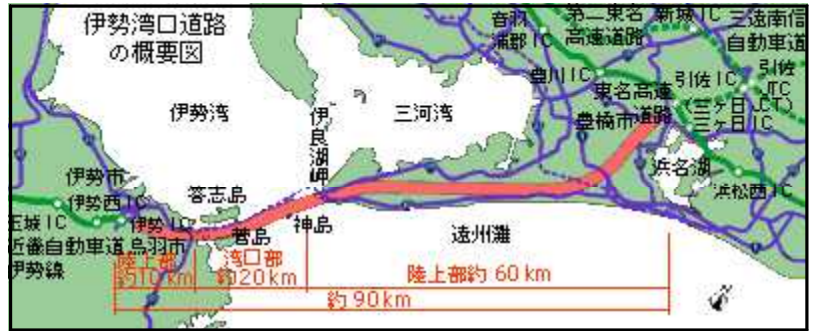 伊勢湾口道路
の概要図
音羽
蒲郡IC
第二東名
高速道路
新城IC
三遠南信
自動車道
豊川IC
引佐IC
引佐
JTC
東名高速
道路
(三ケ日JCT)
三ケ日IC
豊橋市
伊勢湾
伊良湖岬
三河湾
浜名湖
浜松西IC
伊勢市
伊勢西IC
答志島
玉城IC
伊勢IC
近畿自動車道
伊勢線
鳥羽市
菅島
神島
遠州灘
陸上部
約10km
湾口部
約20km
陸上部約60km
約90km